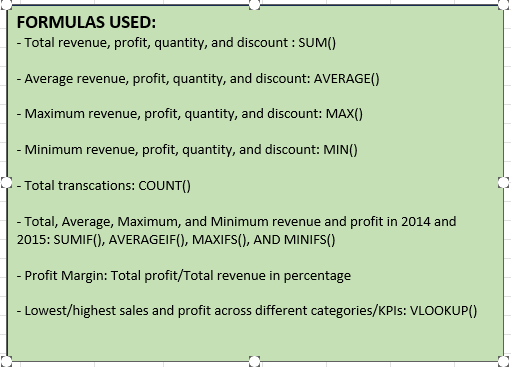 FORMULAS USED:
- Total revenue, profit, quantity, and discount : SUM()
- Average revenue, profit, quantity, and discount: AVERAGE()
- Maximum revenue, profit, quantity, and discount: MAX()
- Minimum revenue, profit, quantity, and discount: MIN()
- Total transcations: COUNT()
- Total, Average, Maximum, and Minimum revenue and profit in 2014 and
2015: SUMIF(), AVERAGEIF(), MAXIFS(), AND MINIFS()
- Profit Margin: Total profit/Total revenue in percentage
- Lowest/highest sales and profit across different categories/KPIs: VLOOKUP()